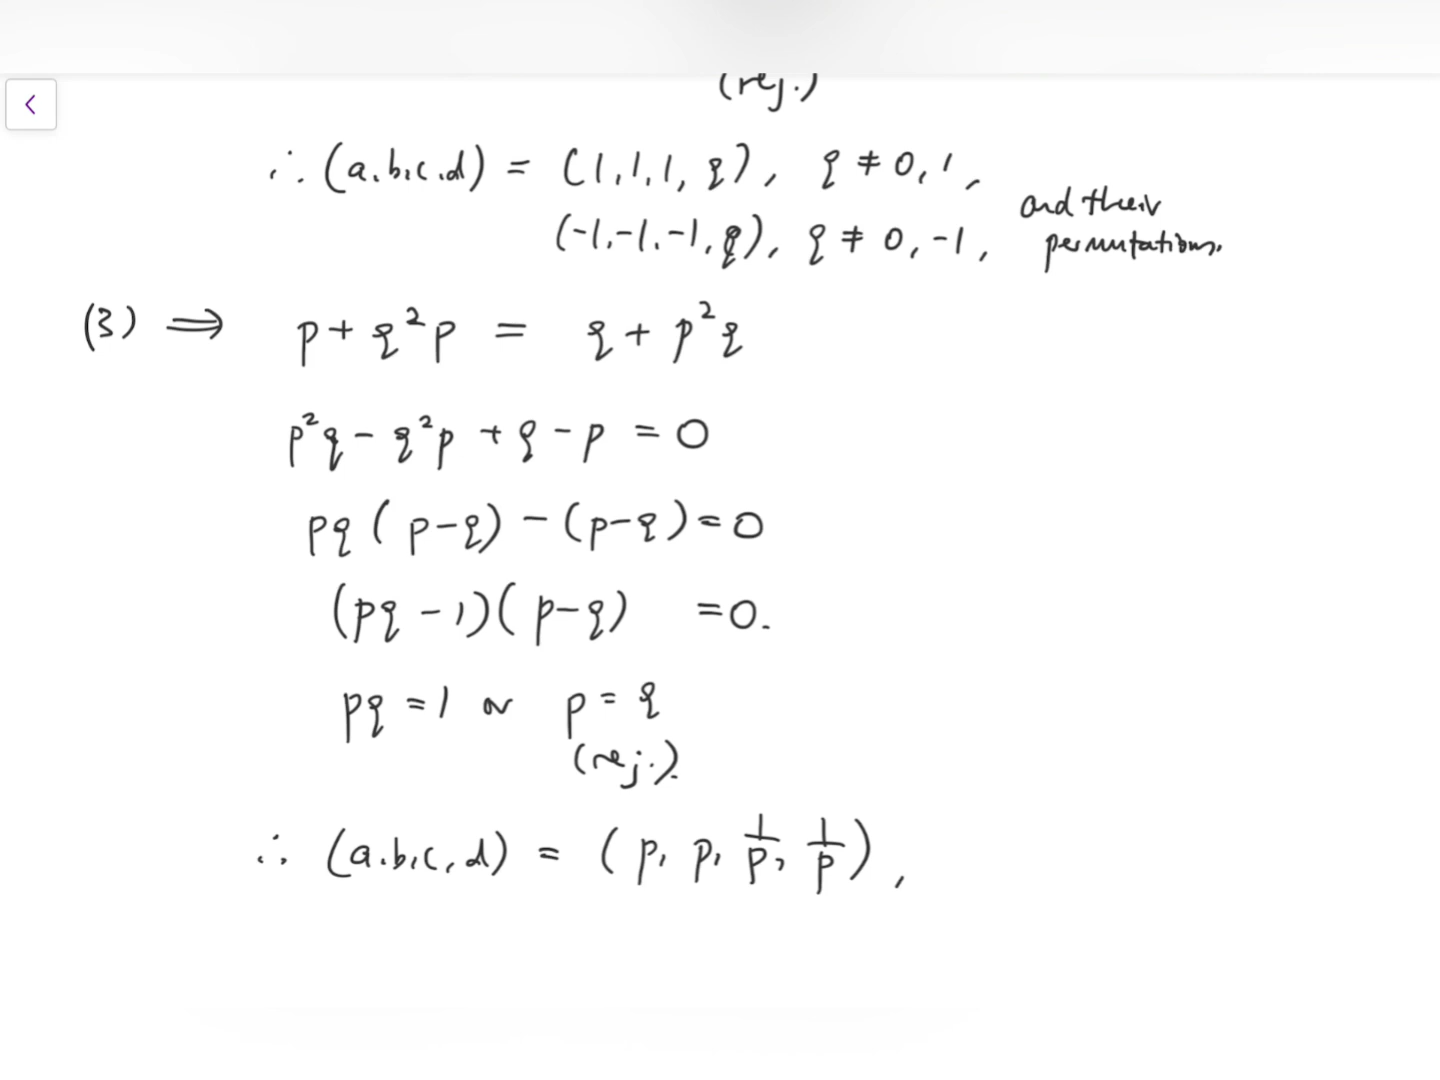 (rej.)
∴ (a.b.c.d) = (1,1,1, q), q ≠ 0,1,
(-1,-1,-1,q), q ≠ 0,-1, and their permutations.
(3) ⟹ p + q²p = q + p²q
p²q - q²p + q - p = 0
pq ( p-q) - (p-q) = 0
(pq - 1)( p-q) = 0.
pq = 1 or p = q
(rej.).
∴ (a.b,c,d) = ( p, p, 1/p, 1/p ),